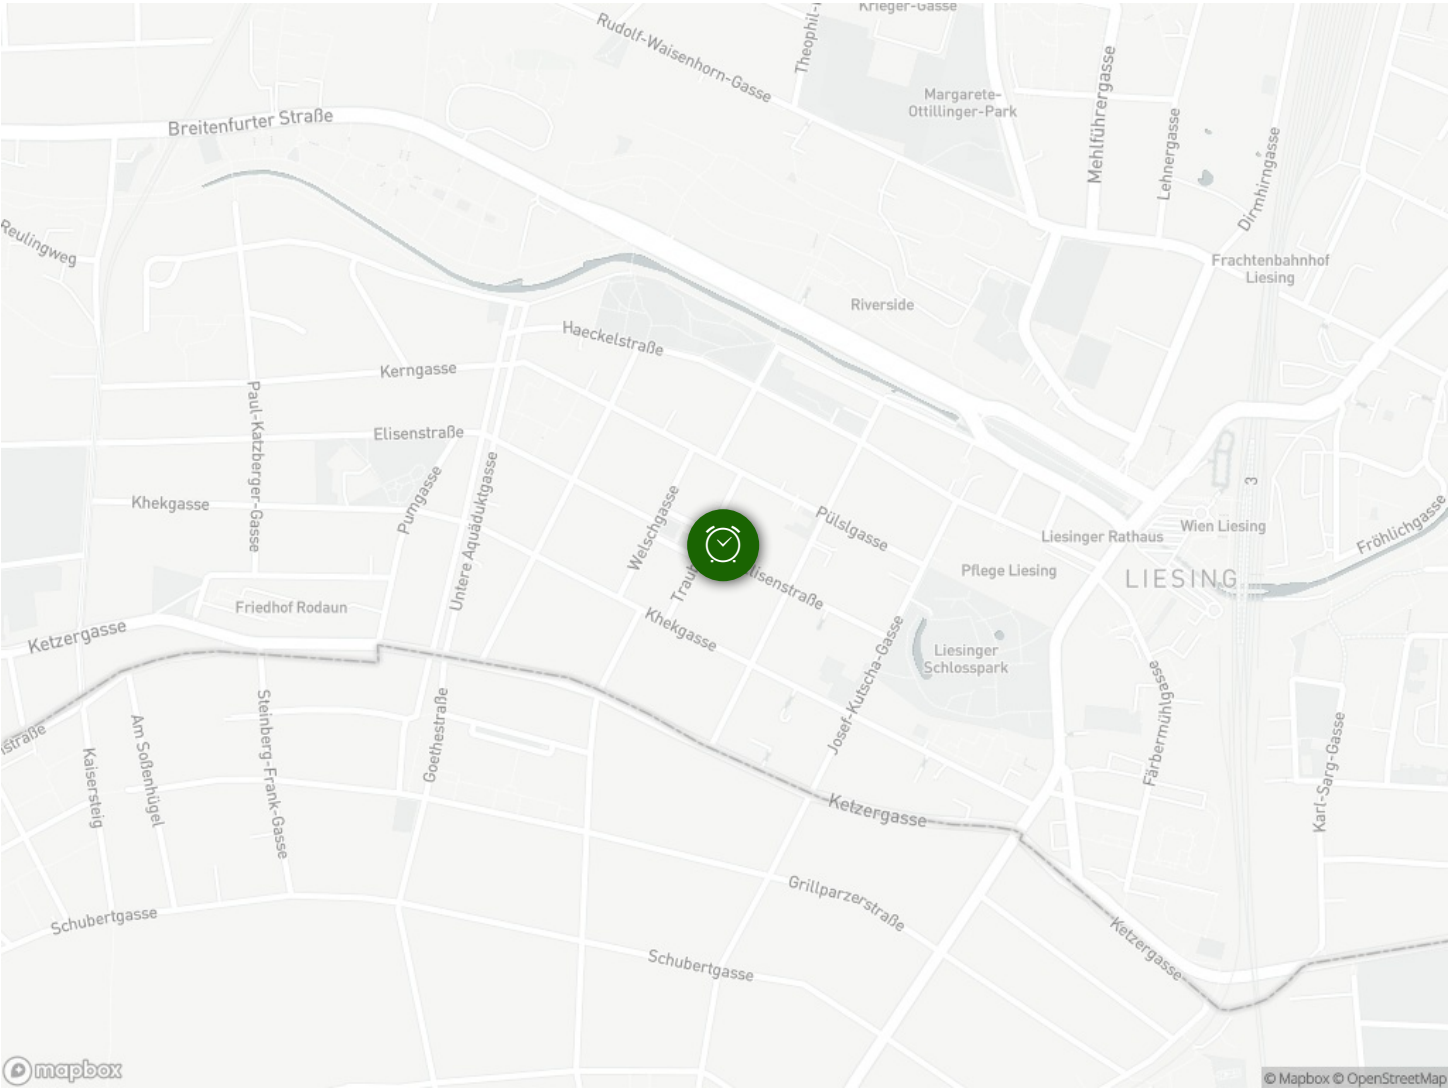 Krieger-Gasse
Rudolf-Waisenhorn-Gasse
Margarete-
Ottillinger-Park
Mehlführergasse
Lehnergasse
Dirmhirngasse
Breitenfurter Straße
Reulingweg
Frachtenbahnhof
Liesing
Riverside
Haeckelstraße
Kerngasse
Paul-Katzberger-Gasse
Elisenstraße
Purngasse
Untere Aquäduktgasse
Welschgasse
Khekgasse
Pülslgasse
3
Wien Liesing
Liesinger Rathaus
Fröhlichgasse
Pflege Liesing
LIESING
Elisenstraße
Friedhof Rodaun
Khekgasse
Ketzergasse
Josef-Kutscha-Gasse
Liesinger
Schlosspark
Färbermühlgasse
Karl-Sarg-Gasse
Steinberg-Frank-Gasse
Goethestraße
Am Soßenhügel
Kaisersteig
Ketzergasse
Grillparzerstraße
Schubertgasse
Ketzergasse
Schubertgasse
mapbox
© Mapbox © OpenStreetMap